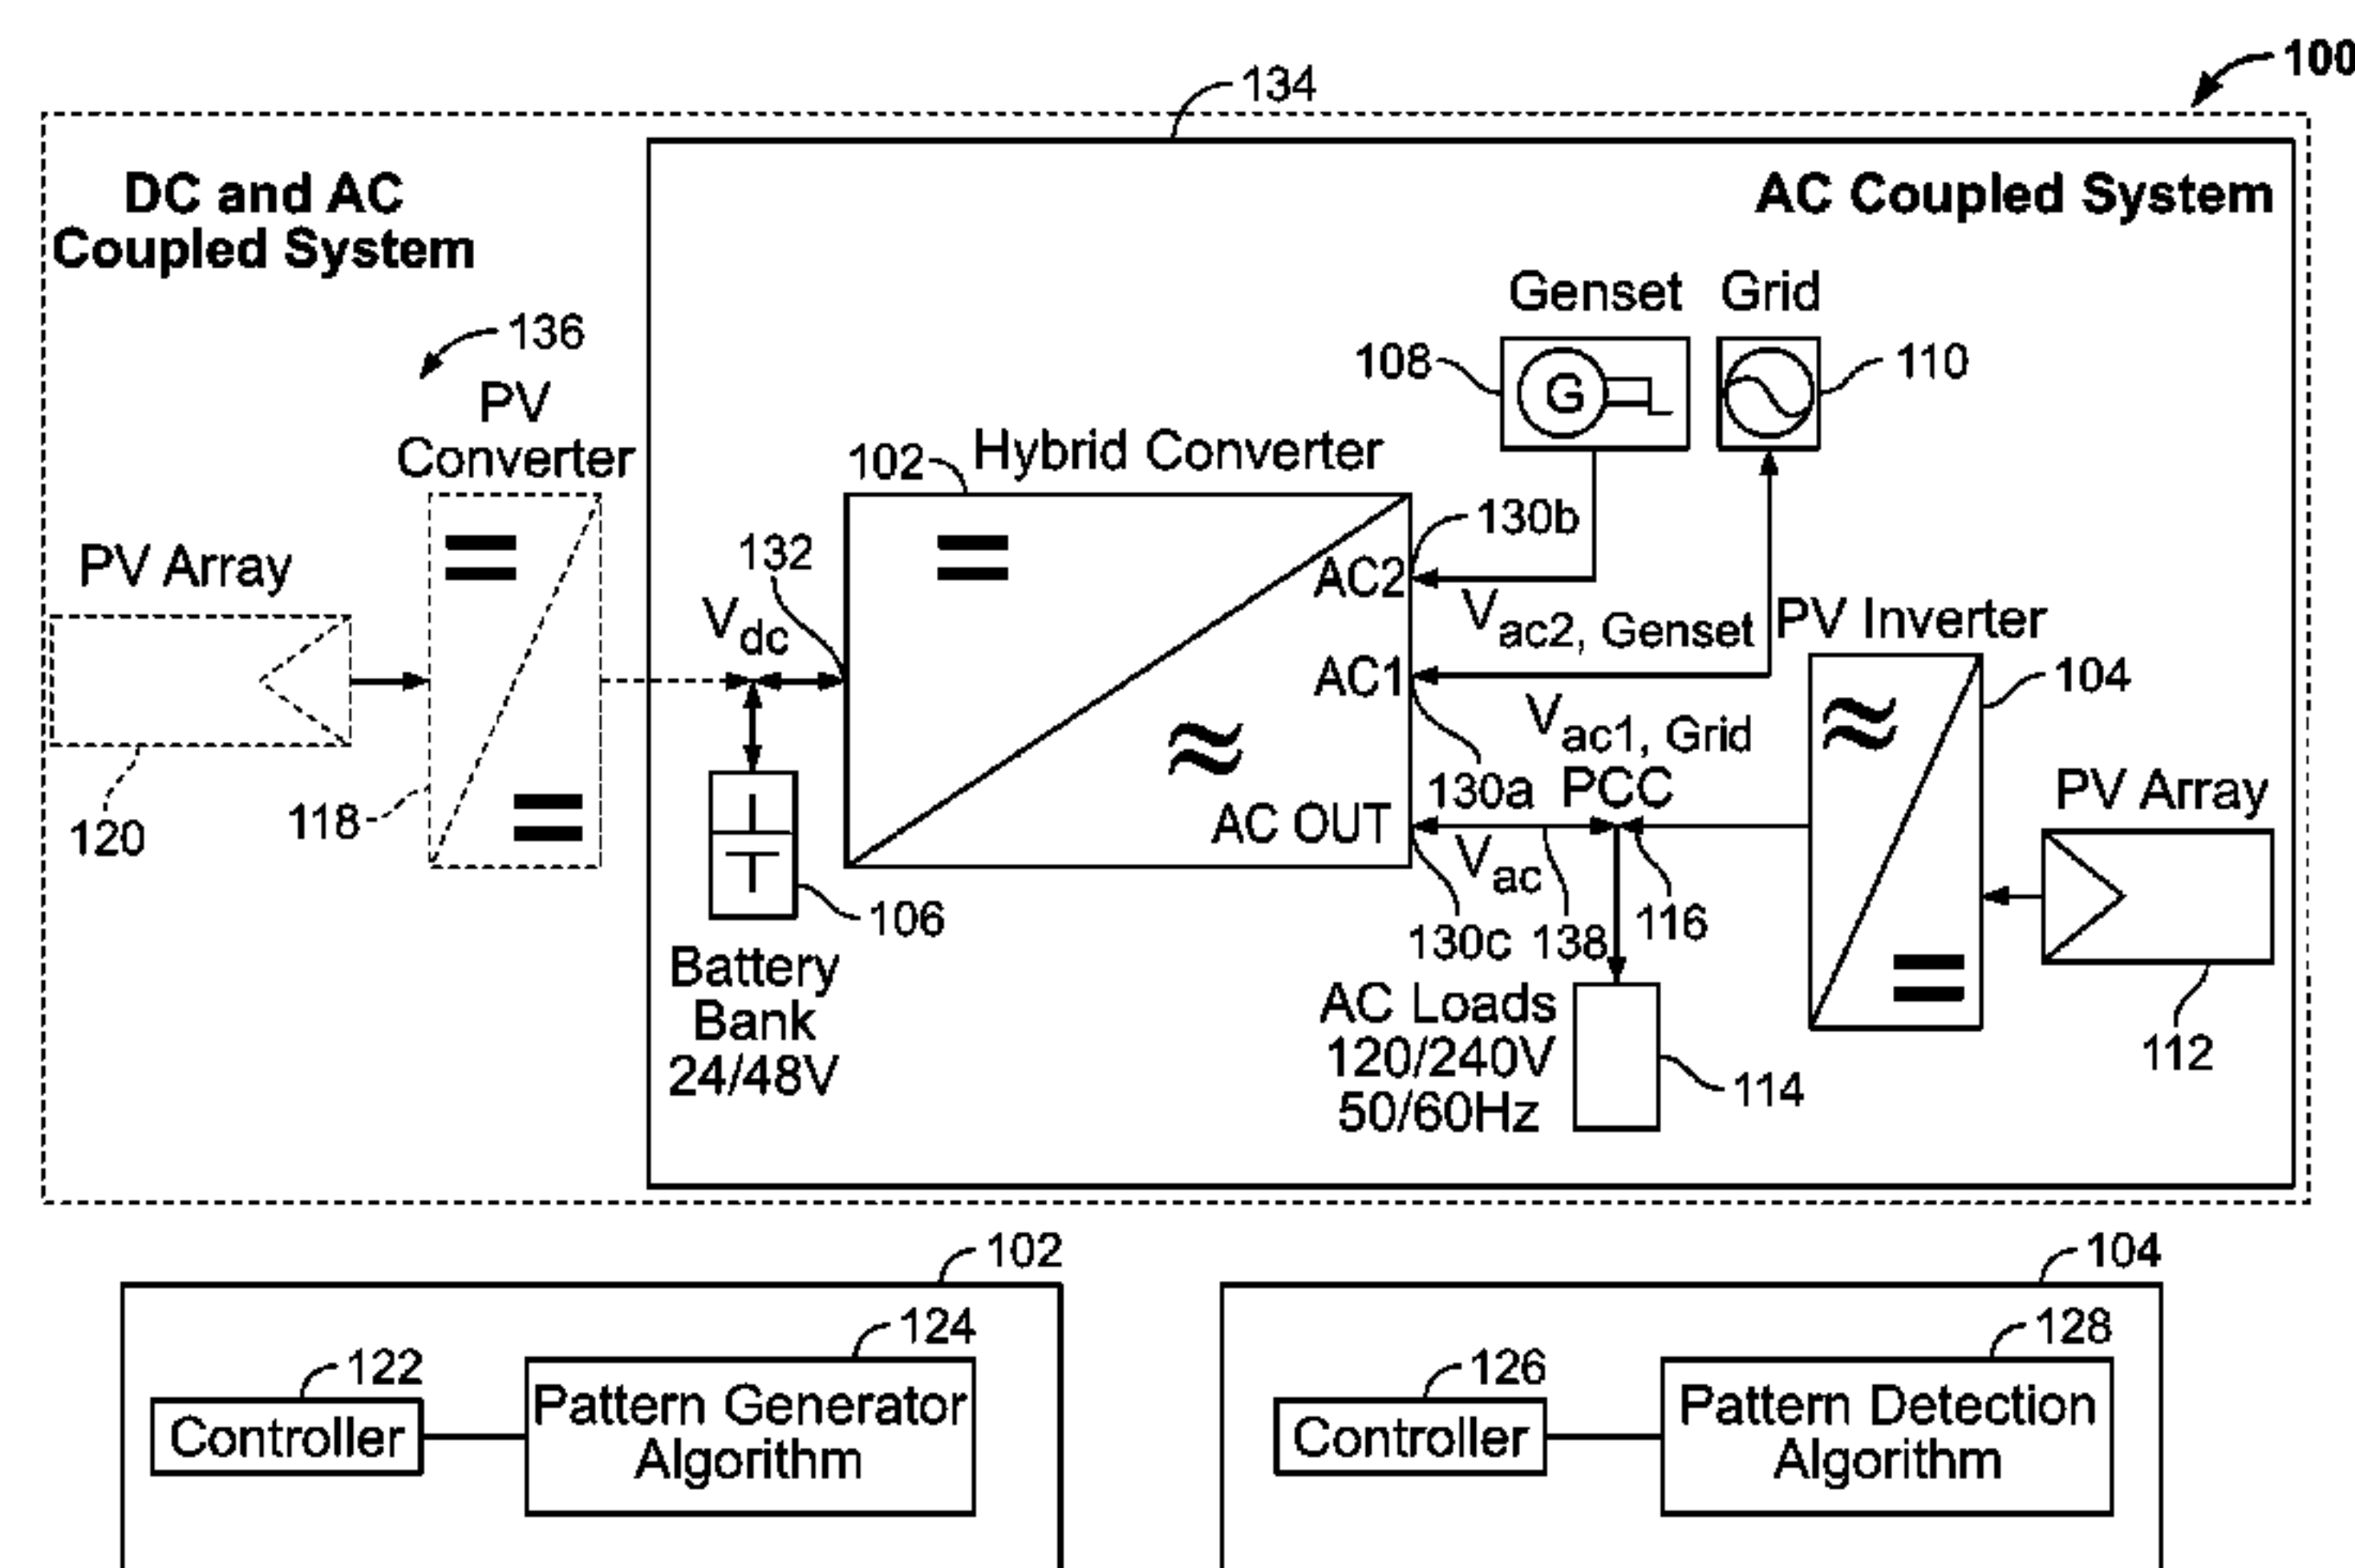 100
134
DC and AC
Coupled System
AC Coupled System
136
Genset
Grid
108
G
110
PV
Converter
102
Hybrid Converter
130b
PV Array
132
AC2
Vdc
Vac2, Genset
PV Inverter
AC1
104
Vac1, Grid
130a
PCC
PV Array
120
118
AC OUT
Vac
106
130c
138
116
Battery
Bank
24/48V
AC Loads
120/240V
50/60Hz
114
112
102
104
124
128
122
126
Controller
Pattern Generator
Algorithm
Controller
Pattern Detection
Algorithm